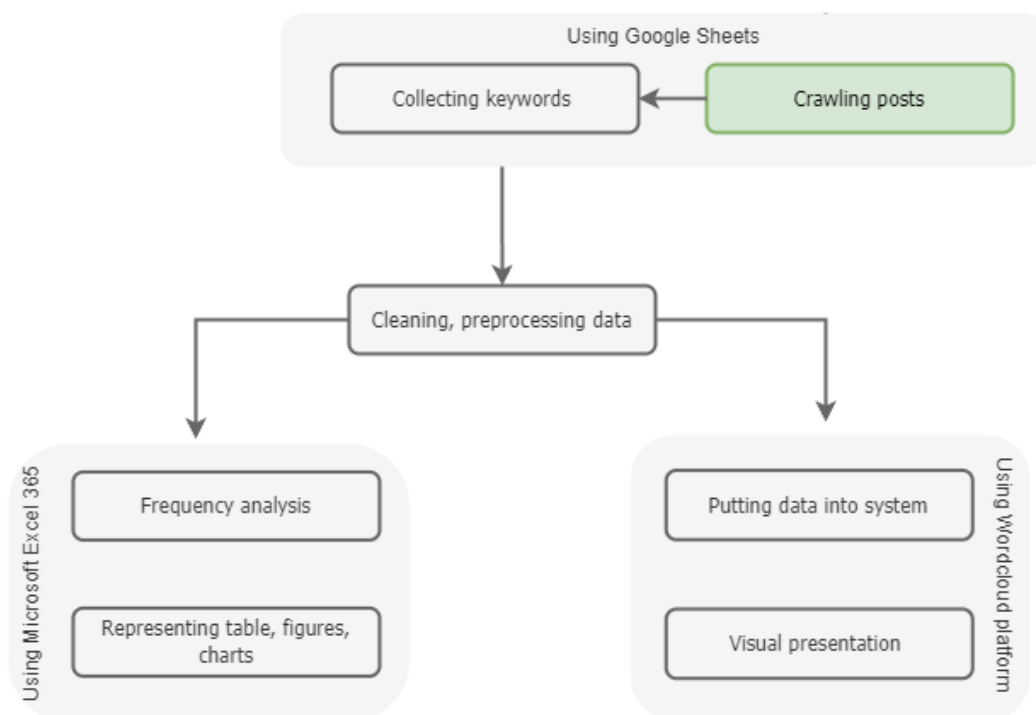 Using Google Sheets
Collecting keywords
Crawling posts
Cleaning, preprocessing data
Using Microsoft Excel 365
Frequency analysis
Representing table, figures,
charts
Putting data into system
Visual presentation
Using Wordcloud platform